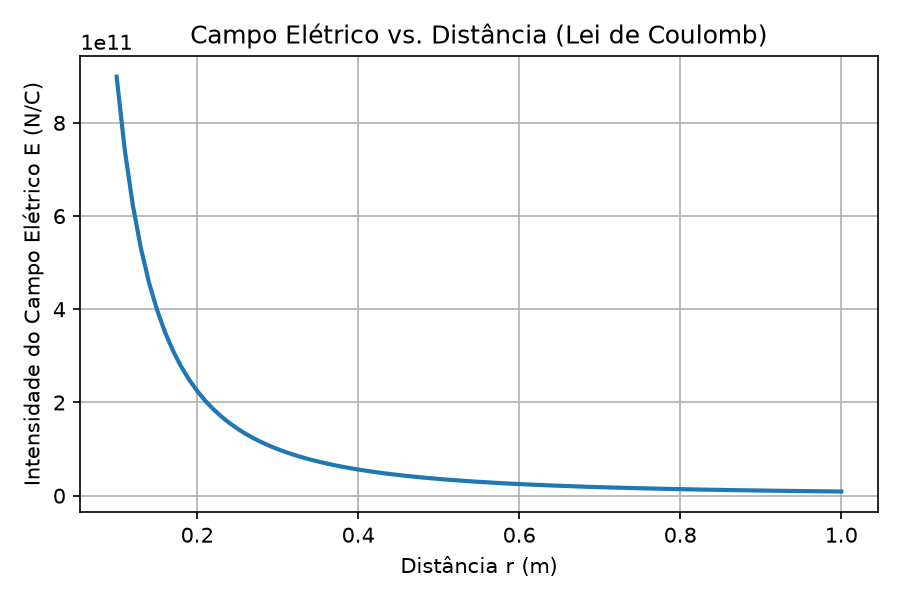 Campo Elétrico vs. Distância (Lei de Coulomb)
1e11
Intensidade do Campo Elétrico E (N/C)
8
6
4
2
0
0.2 0.4 0.6 0.8 1.0
Distância r (m)